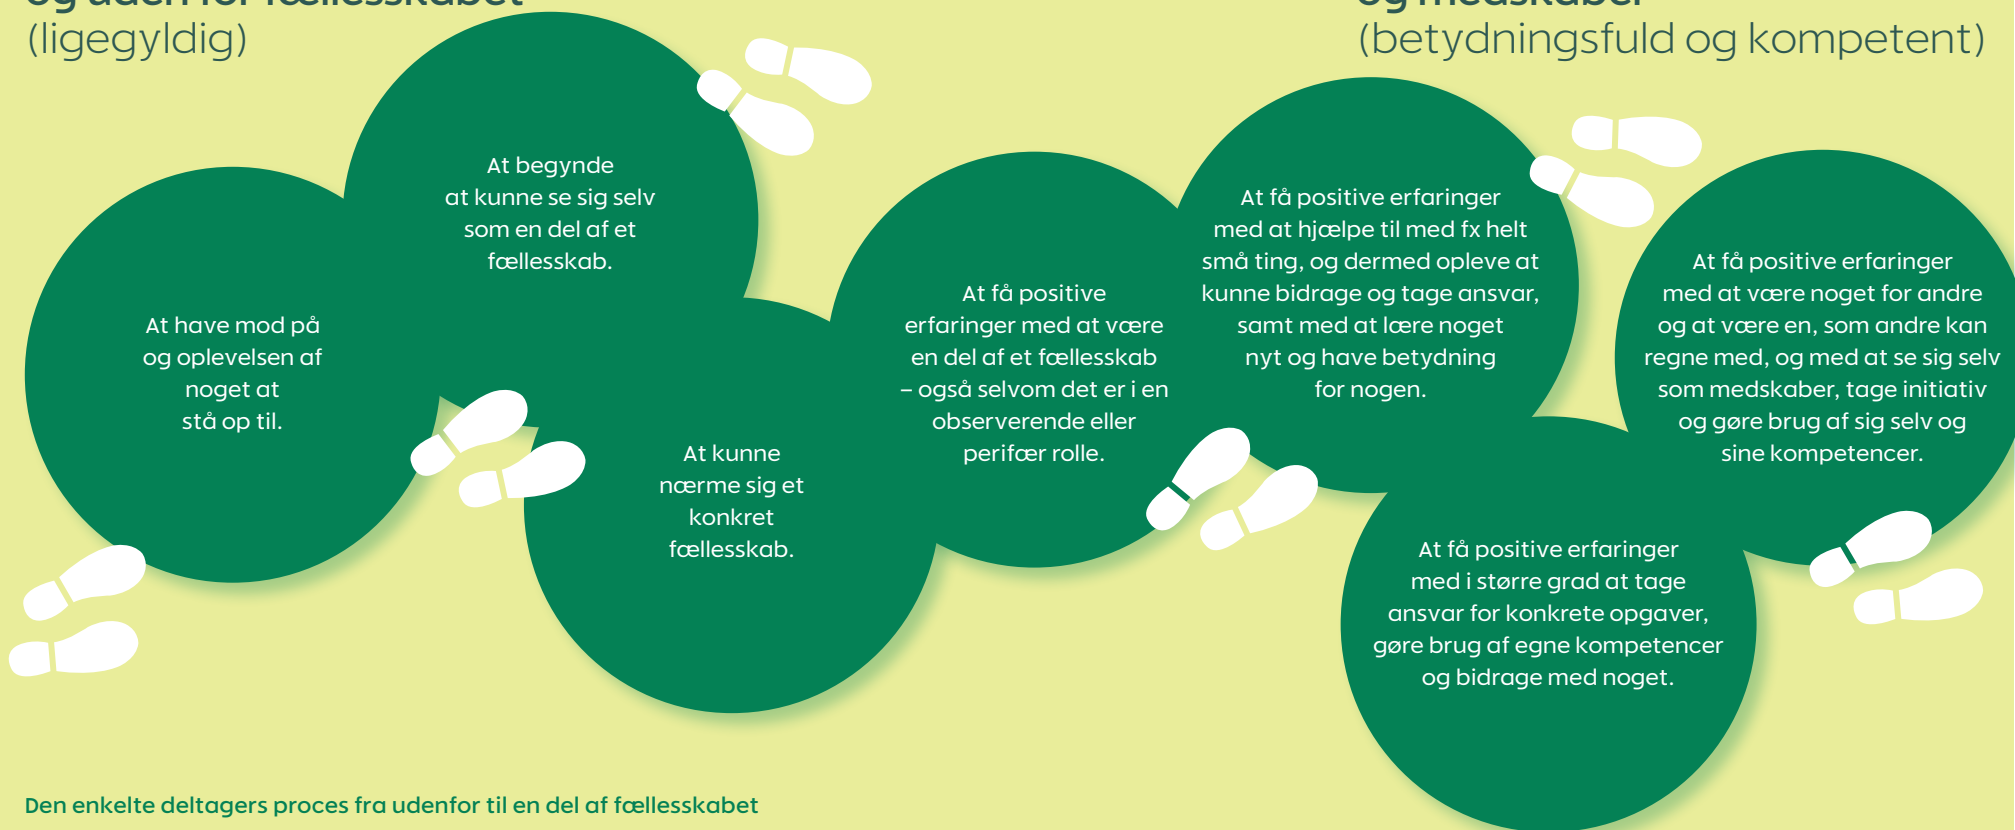 og uden for fællesskabet
(ligegyldig)
og medskaber
(betydningsfuld og kompetent)
At have mod på
og oplevelsen af
noget at
stå op til.
At begynde
at kunne se sig selv
som en del af et
fællesskab.
At kunne
nærme sig et
konkret
fællesskab.
At få positive
erfaringer med at være
en del af et fællesskab
– også selvom det er i en
observerende eller
perifær rolle.
At få positive erfaringer
med at hjælpe til med fx helt
små ting, og dermed opleve at
kunne bidrage og tage ansvar,
samt med at lære noget
nyt og have betydning
for nogen.
At få positive erfaringer
med i større grad at tage
ansvar for konkrete opgaver,
gøre brug af egne kompetencer
og bidrage med noget.
At få positive erfaringer
med at være noget for andre
og at være en, som andre kan
regne med, og med at se sig selv
som medskaber, tage initiativ
og gøre brug af sig selv og
sine kompetencer.
Den enkelte deltagers proces fra udenfor til en del af fællesskabet